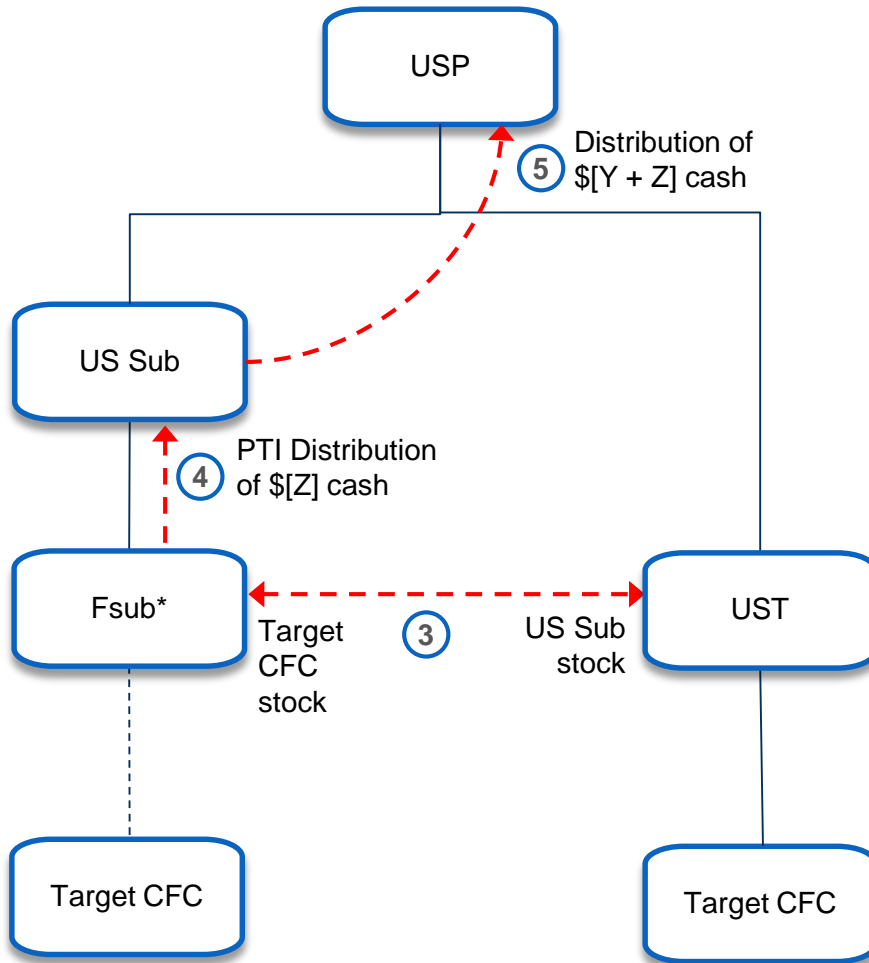 USP
5
Distribution of
$[Y + Z] cash
US Sub
4
PTI Distribution
of $[Z] cash
Fsub*
UST
3
Target
CFC
stock
US Sub
stock
Target CFC
Target CFC